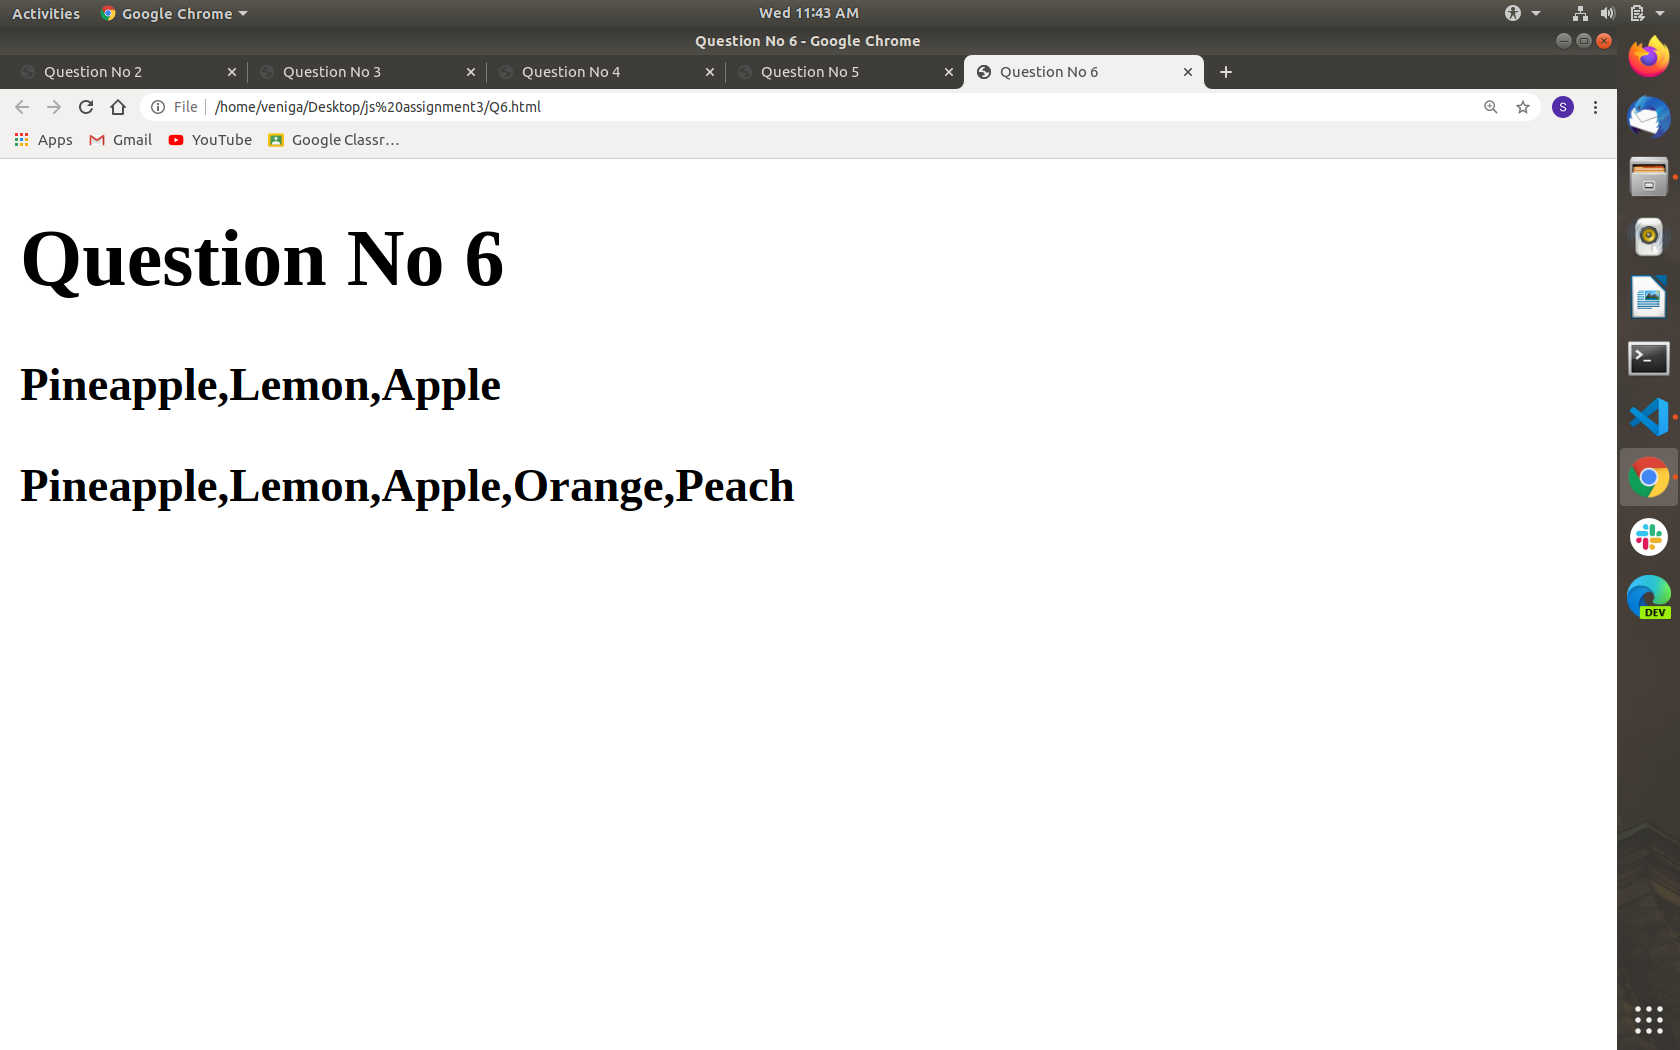 Activities Google Chrome Wed 11:43 AM
Question No 6 - Google Chrome
Question No 2 Question No 3 Question No 4 Question No 5 Question No 6
File /home/veniga/Desktop/js%20assignment3/Q6.html S
Apps Gmail YouTube Google Classr...
Question No 6
Pineapple,Lemon,Apple
Pineapple,Lemon,Apple,Orange,Peach
DEV